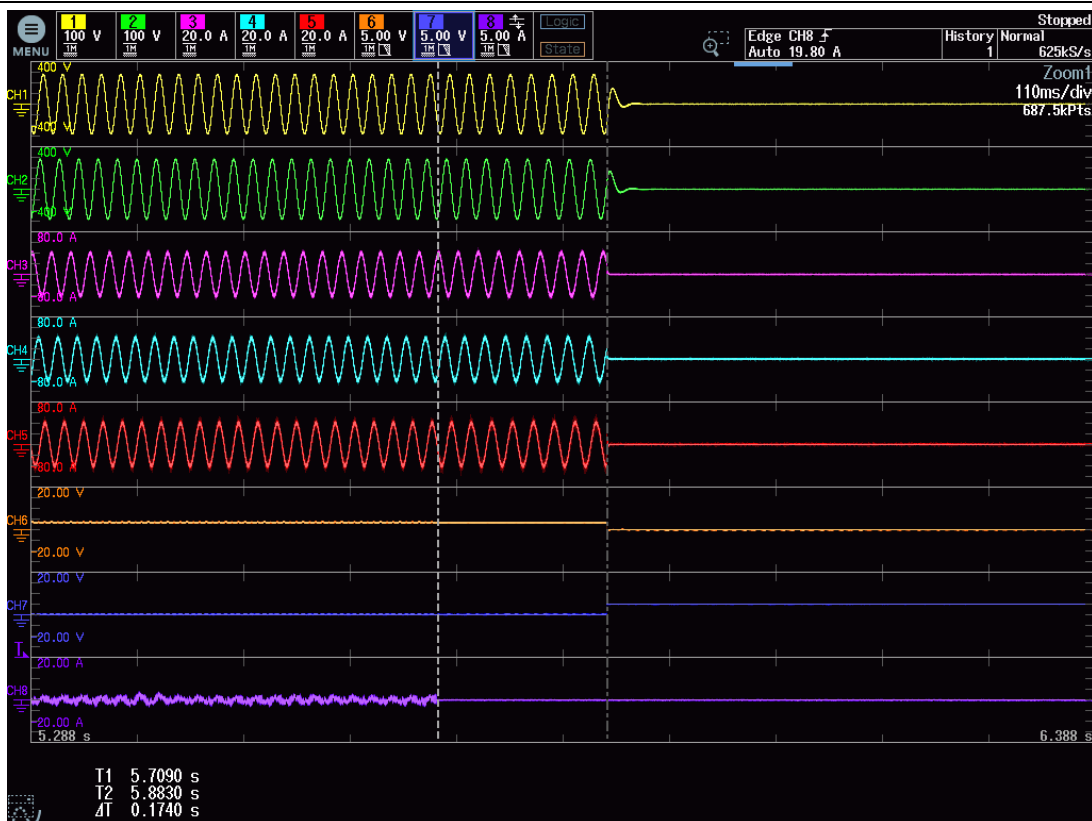 MENU
1 100 V 1M
2 100 V 1M
3 20.0 A 1M
4 20.0 A 1M
5 20.0 A 1M
6 5.00 V 1M
7 5.00 V 1M
8 5.00 A 1M
Logic
State
Edge CH8
Auto 19.80 A
Stopped
History Normal
1 625kS/s
Zoom1
110ms/div
687.5kPts
400 V
CH1
-400 V
400 V
CH2
-400 V
80.0 A
CH3
-80.0 A
80.0 A
CH4
-80.0 A
80.0 A
CH5
-80.0 A
20.00 V
CH6
-20.00 V
20.00 V
CH7
-20.00 V
T
20.00 A
CH8
-20.00 A
5.288 s 6.388 s
T1 5.7090 s
T2 5.8830 s
ΔT 0.1740 s